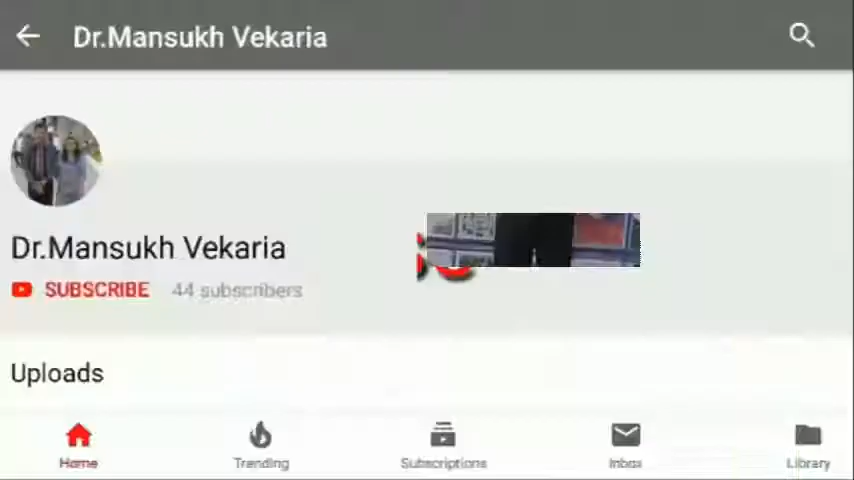 Dr.Mansukh Vekaria
Dr.Mansukh Vekaria
SUBSCRIBE 44 subscribers
Uploads
Home Trending Subscriptions Inbox Library